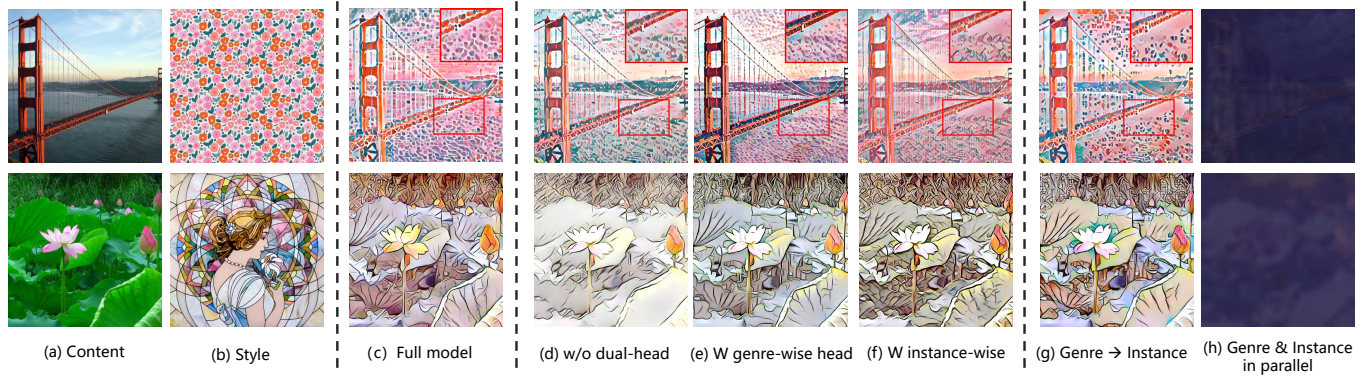 (a) Content
(b) Style
(c) Full model
(d) w/o dual-head
(e) W genre-wise head
(f) W instance-wise
(g) Genre → Instance
(h) Genre & Instance
in parallel